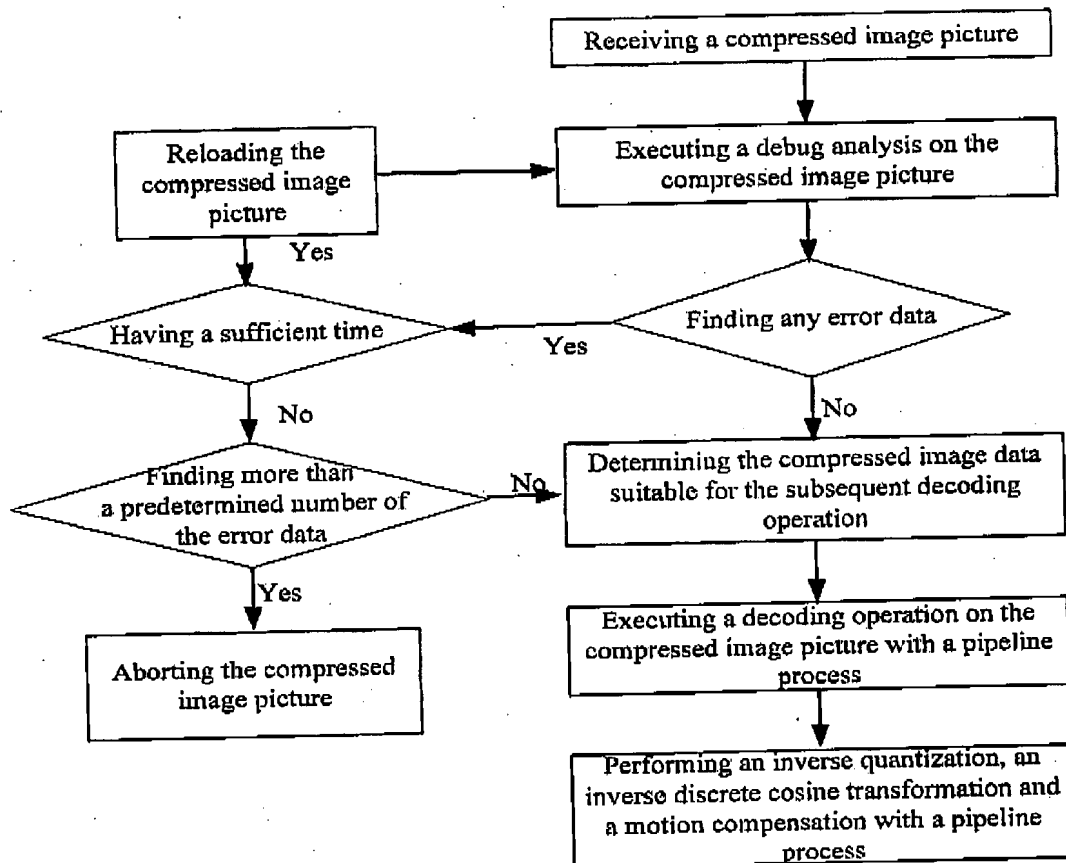 Receiving a compressed image picture
Reloading the
compressed image
picture
Executing a debug analysis on the
compressed image picture
Yes
Having a sufficient time
Finding any error data
Yes
No
No
Finding more than
a predetermined number of
the error data
No
Determining the compressed image data
suitable for the subsequent decoding
operation
Yes
Executing a decoding operation on the
compressed image picture with a pipeline
process
Aborting the compressed
image picture
Performing an inverse quantization, an
inverse discrete cosine transformation and
a motion compensation with a pipeline
process